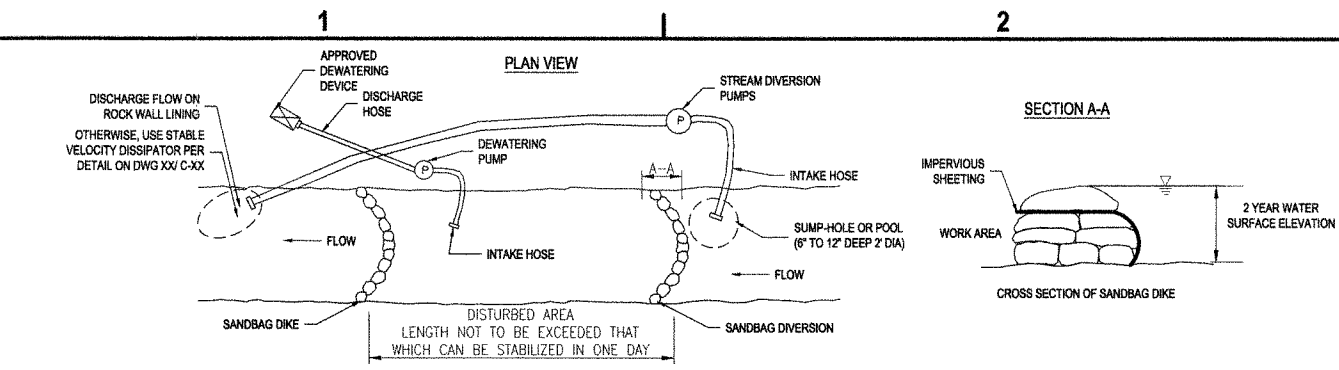 1
2
PLAN VIEW
APPROVED
DEWATERING
DEVICE
DISCHARGE
HOSE
DISCHARGE FLOW ON
ROCK WALL LINING
OTHERWISE, USE STABLE
VELOCITY DISSIPATOR PER
DETAIL ON DWG XX/ C-XX
STREAM DIVERSION
PUMPS
P
DEWATERING
PUMP
P
A-A
INTAKE HOSE
SUMP-HOLE OR POOL
(6" TO 12" DEEP 2' DIA)
FLOW
INTAKE HOSE
FLOW
SANDBAG DIKE
DISTURBED AREA
LENGTH NOT TO BE EXCEEDED THAT
WHICH CAN BE STABILIZED IN ONE DAY
SANDBAG DIVERSION
SECTION A-A
IMPERVIOUS
SHEETING
WORK AREA
2 YEAR WATER
SURFACE ELEVATION
CROSS SECTION OF SANDBAG DIKE